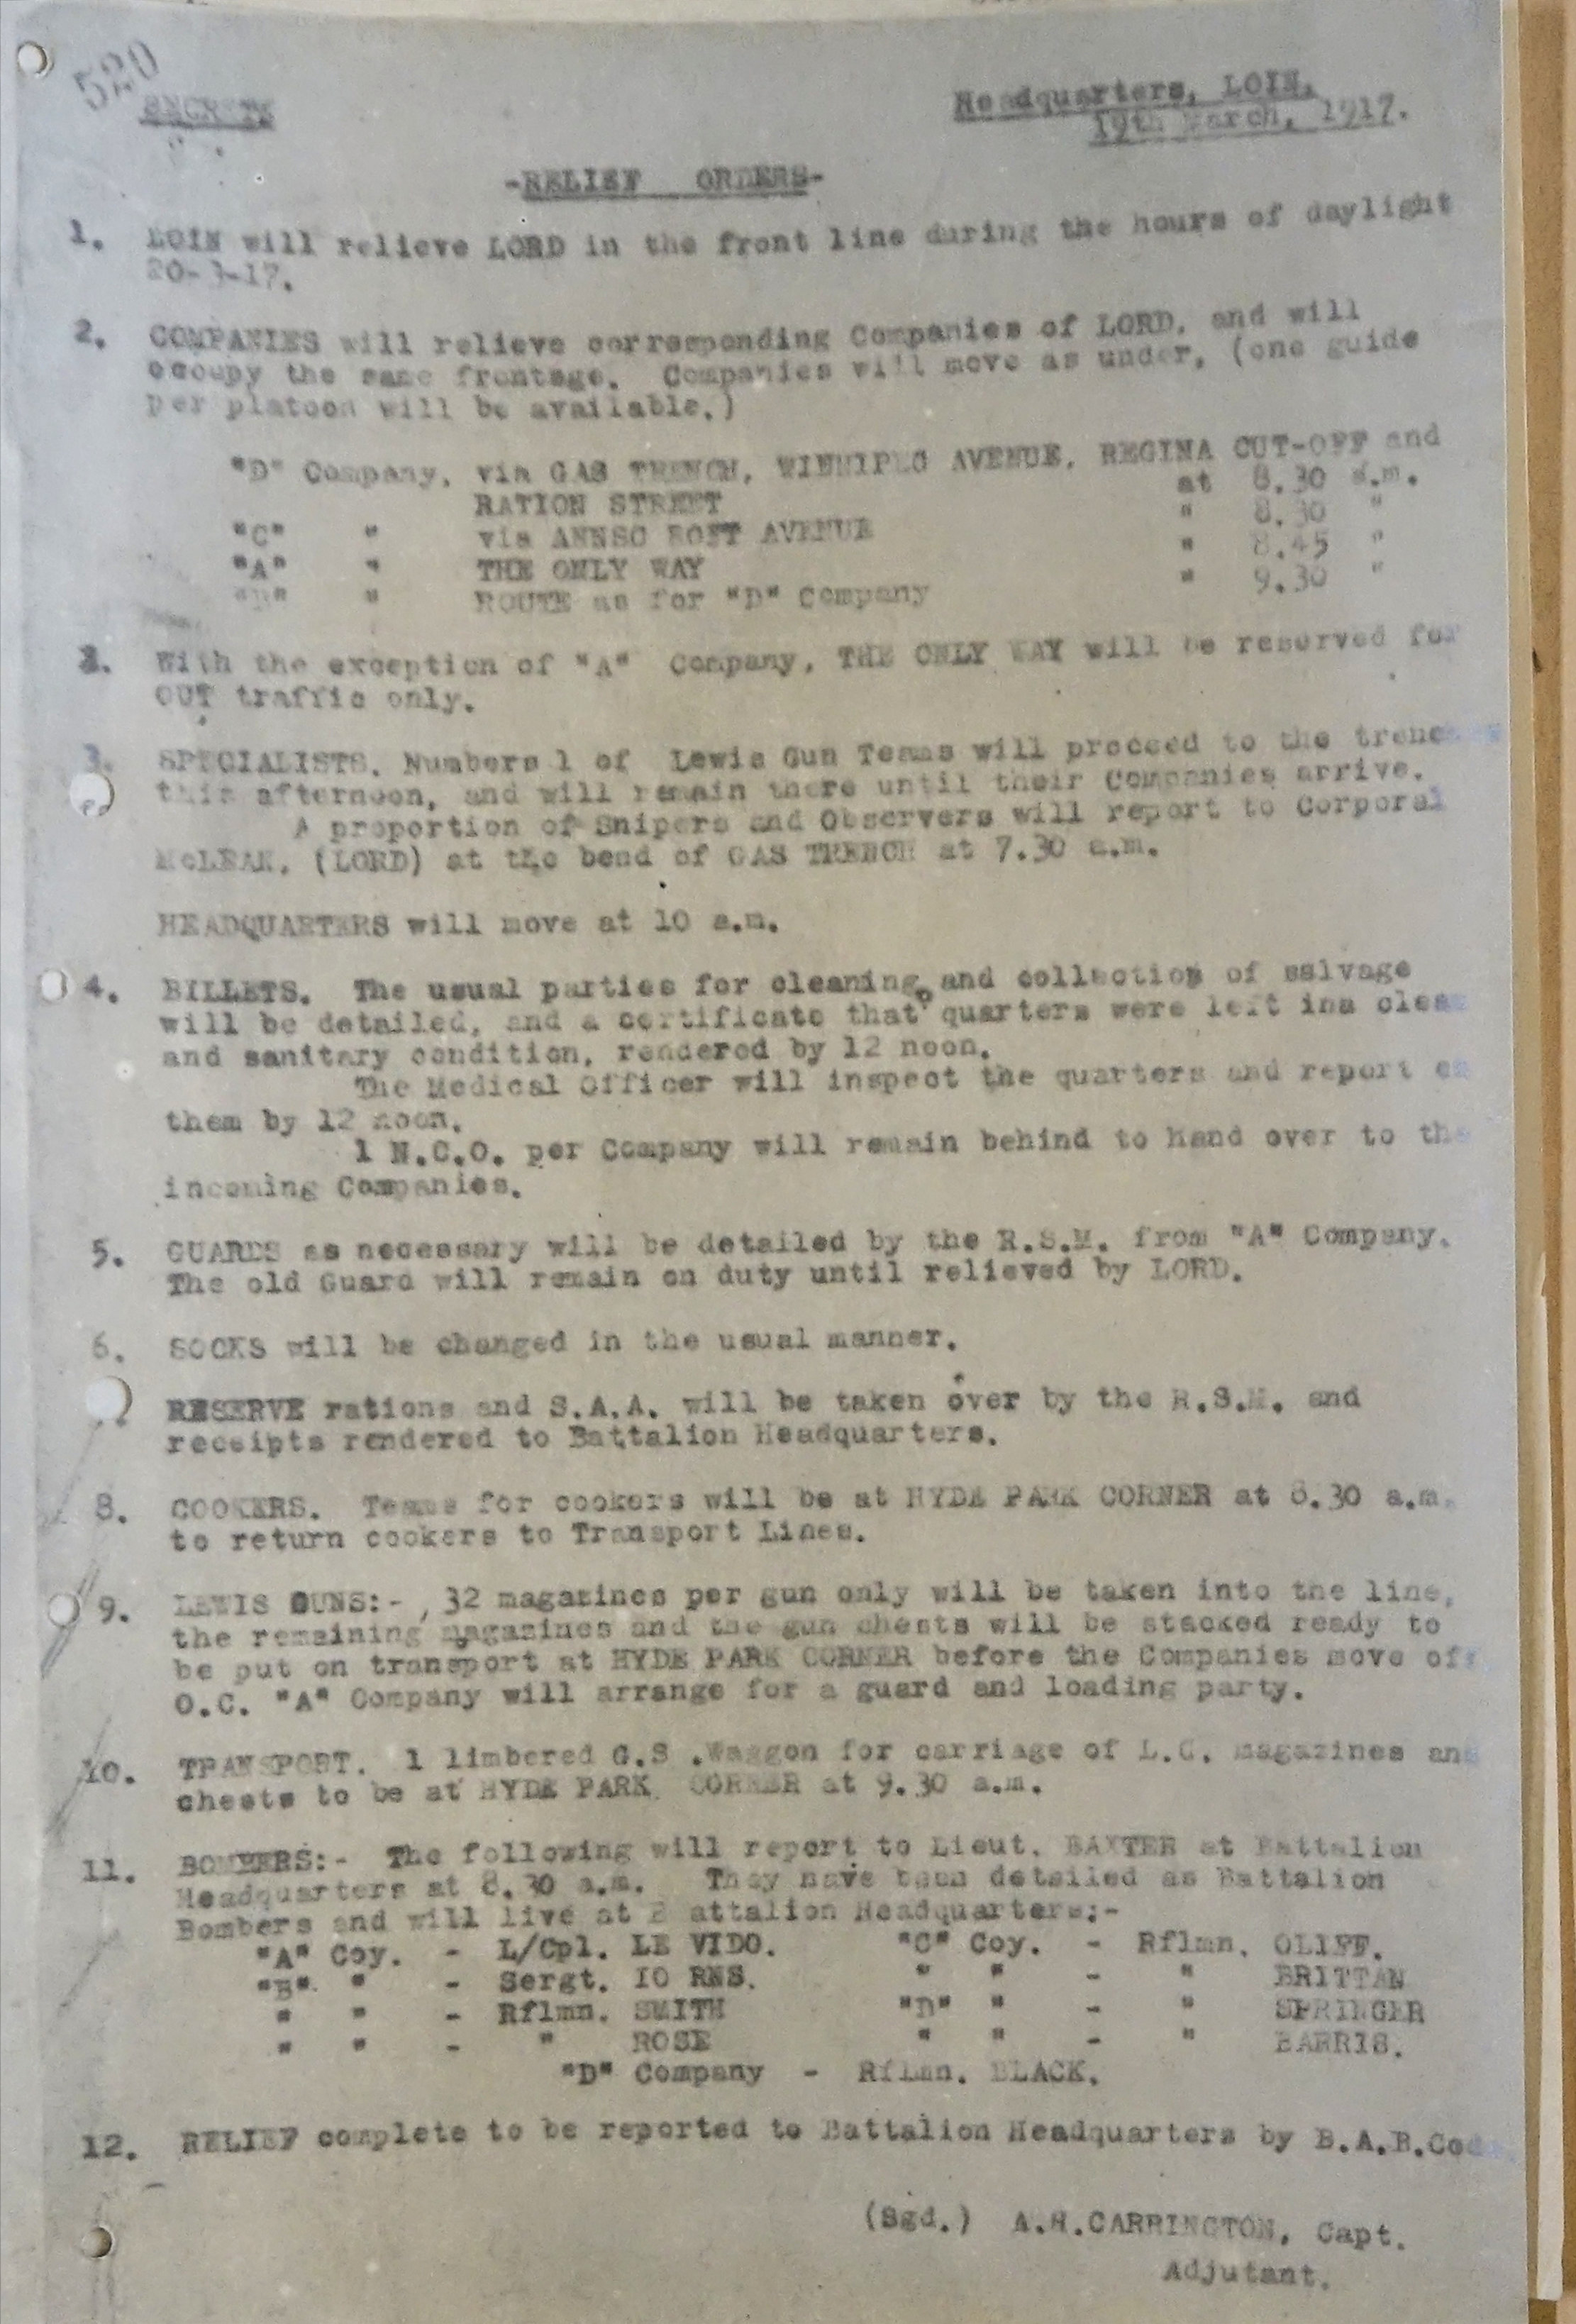 520
SECRET
Headquarters, LOIN,
19th March, 1917.
-RELIEF ORDERS-
1. LOIN will relieve LORD in the front line during the hours of daylight
20-3-17.
2. COMPANIES will relieve corresponding Companies of LORD, and will
occupy the same frontage. Companies will move as under, (one guide
per platoon will be available.)
"D" Company, via GAS TRENCH, WINNIPEG AVENUE, REGINA CUT-OFF and
RATION STREET at 8.30 a.m.
"C" " via ANNSC ROFT AVENUE " 8.30 "
"A" " THE ONLY WAY " 8.45 "
"B" " ROUTE as for "D" Company " 9.30 "
With the exception of "A" Company, THE ONLY WAY will be reserved for
OUT traffic only.
3. SPECIALISTS. Numbers 1 of Lewis Gun Teams will proceed to the trenches
this afternoon, and will remain there until their Companies arrive.
A proportion of Snipers and Observers will report to Corporal
McLEAN, (LORD) at the bend of GAS TRENCH at 7.30 a.m.
HEADQUARTERS will move at 10 a.m.
4. BILLETS. The usual parties for cleaning, and collection of salvage
will be detailed, and a certificate that quarters were left ina clean
and sanitary condition, rendered by 12 noon.
The Medical Officer will inspect the quarters and report on
them by 12 noon.
1 N.C.O. per Company will remain behind to hand over to the
incoming Companies.
5. GUARDS as necessary will be detailed by the R.S.M. from "A" Company.
The old Guard will remain on duty until relieved by LORD.
6. SOCKS will be changed in the usual manner.
RESERVE rations and S.A.A. will be taken over by the R.S.M. and
receipts rendered to Battalion Headquarters.
8. COOKERS. Teams for cookers will be at HYDE PARK CORNER at 8.30 a.m.
to return cookers to Transport Lines.
9. LEWIS GUNS:- , 32 magazines per gun only will be taken into the line,
the remaining magazines and the gun chests will be stacked ready to
be put on transport at HYDE PARK CORNER before the Companies move off
O.C. "A" Company will arrange for a guard and loading party.
10. TRANSPORT. 1 limbered G.S .Waggon for carriage of L.G. magazines and
chests to be at HYDE PARK CORNER at 9.30 a.m.
11. BOMBERS:- The following will report to Lieut. BAXTER at Battalion
Headquarters at 8.30 a.m. They have been detailed as Battalion
Bombers and will live at B attalion Headquarters:-
"A" Coy. - L/Cpl. LE VIDO. "C" Coy. - Rflmn. OLIFF.
"B" " - Sergt. IO RNS. " " - " BRITTAN
" " - Rflmn. SMITH "D" " - " SPRINGER
" " - " ROSE " " - " BARRIS.
"D" Company - Rflmn. BLACK.
12. RELIEF complete to be reported to Battalion Headquarters by B.A.B.Code
(Sgd.) A.H.CARRINGTON, Capt.
Adjutant.